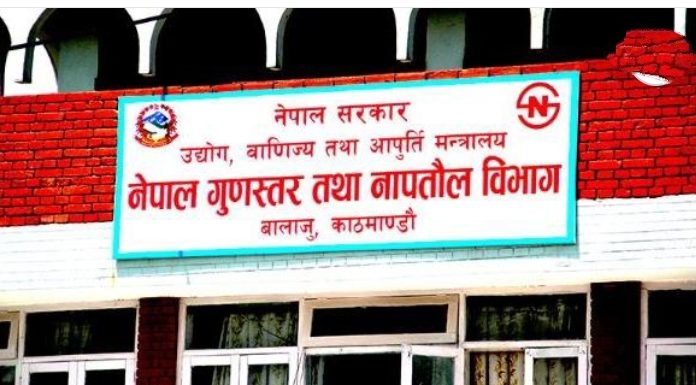 नेपाल सरकार
उद्योग, वाणिज्य तथा आपुर्ति मन्त्रालय
नेपाल गुणस्तर तथा नापतौल विभाग
बालाजु, काठमाण्डौ